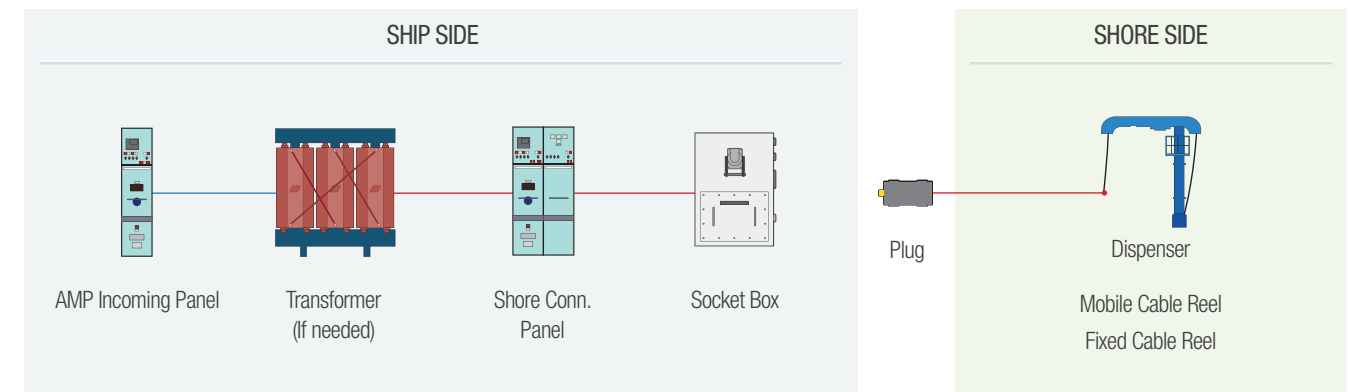 SHIP SIDE
SHORE SIDE
AMP Incoming Panel
Transformer
(If needed)
Shore Conn.
Panel
Socket Box
Plug
Dispenser
Mobile Cable Reel
Fixed Cable Reel